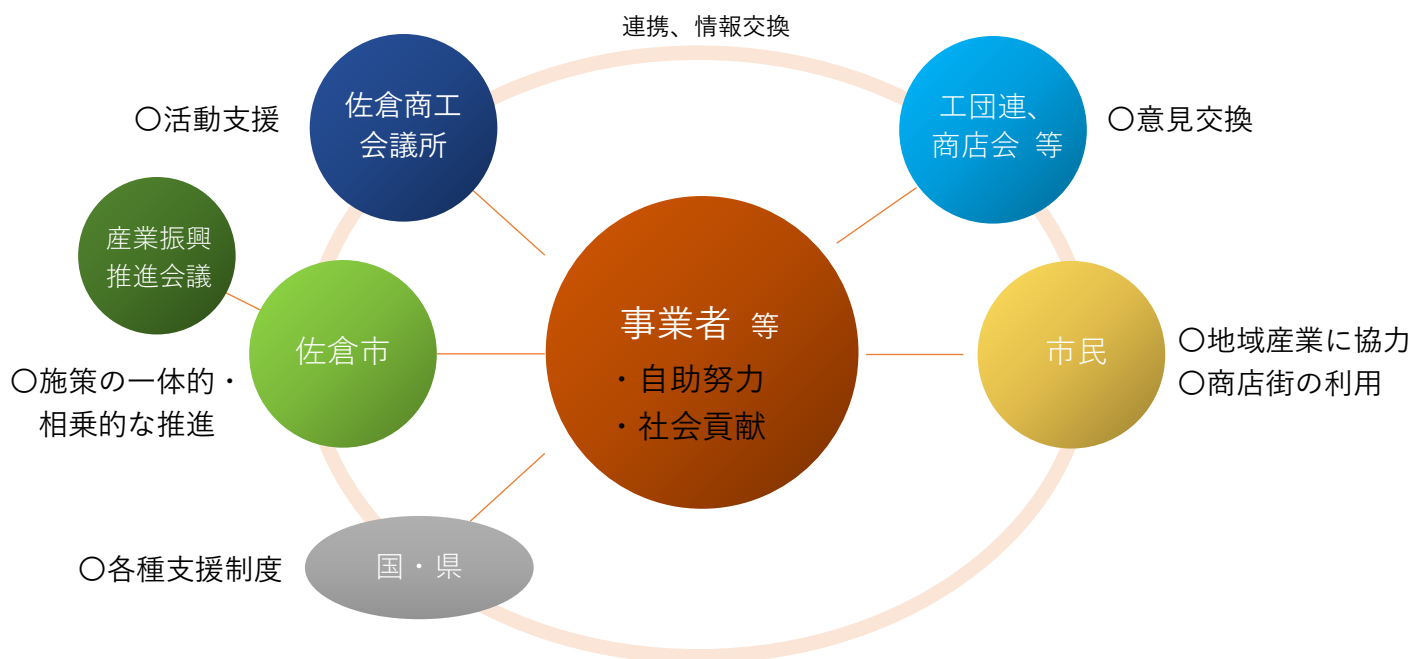 連携、情報交換
佐倉商工
会議所
〇活動支援
工団連、
商店会 等
〇意見交換
産業振興
推進会議
佐倉市
〇施策の一体的・
相乗的な推進
事業者 等
・自助努力
・社会貢献
市民
〇地域産業に協力
〇商店街の利用
国・県
〇各種支援制度